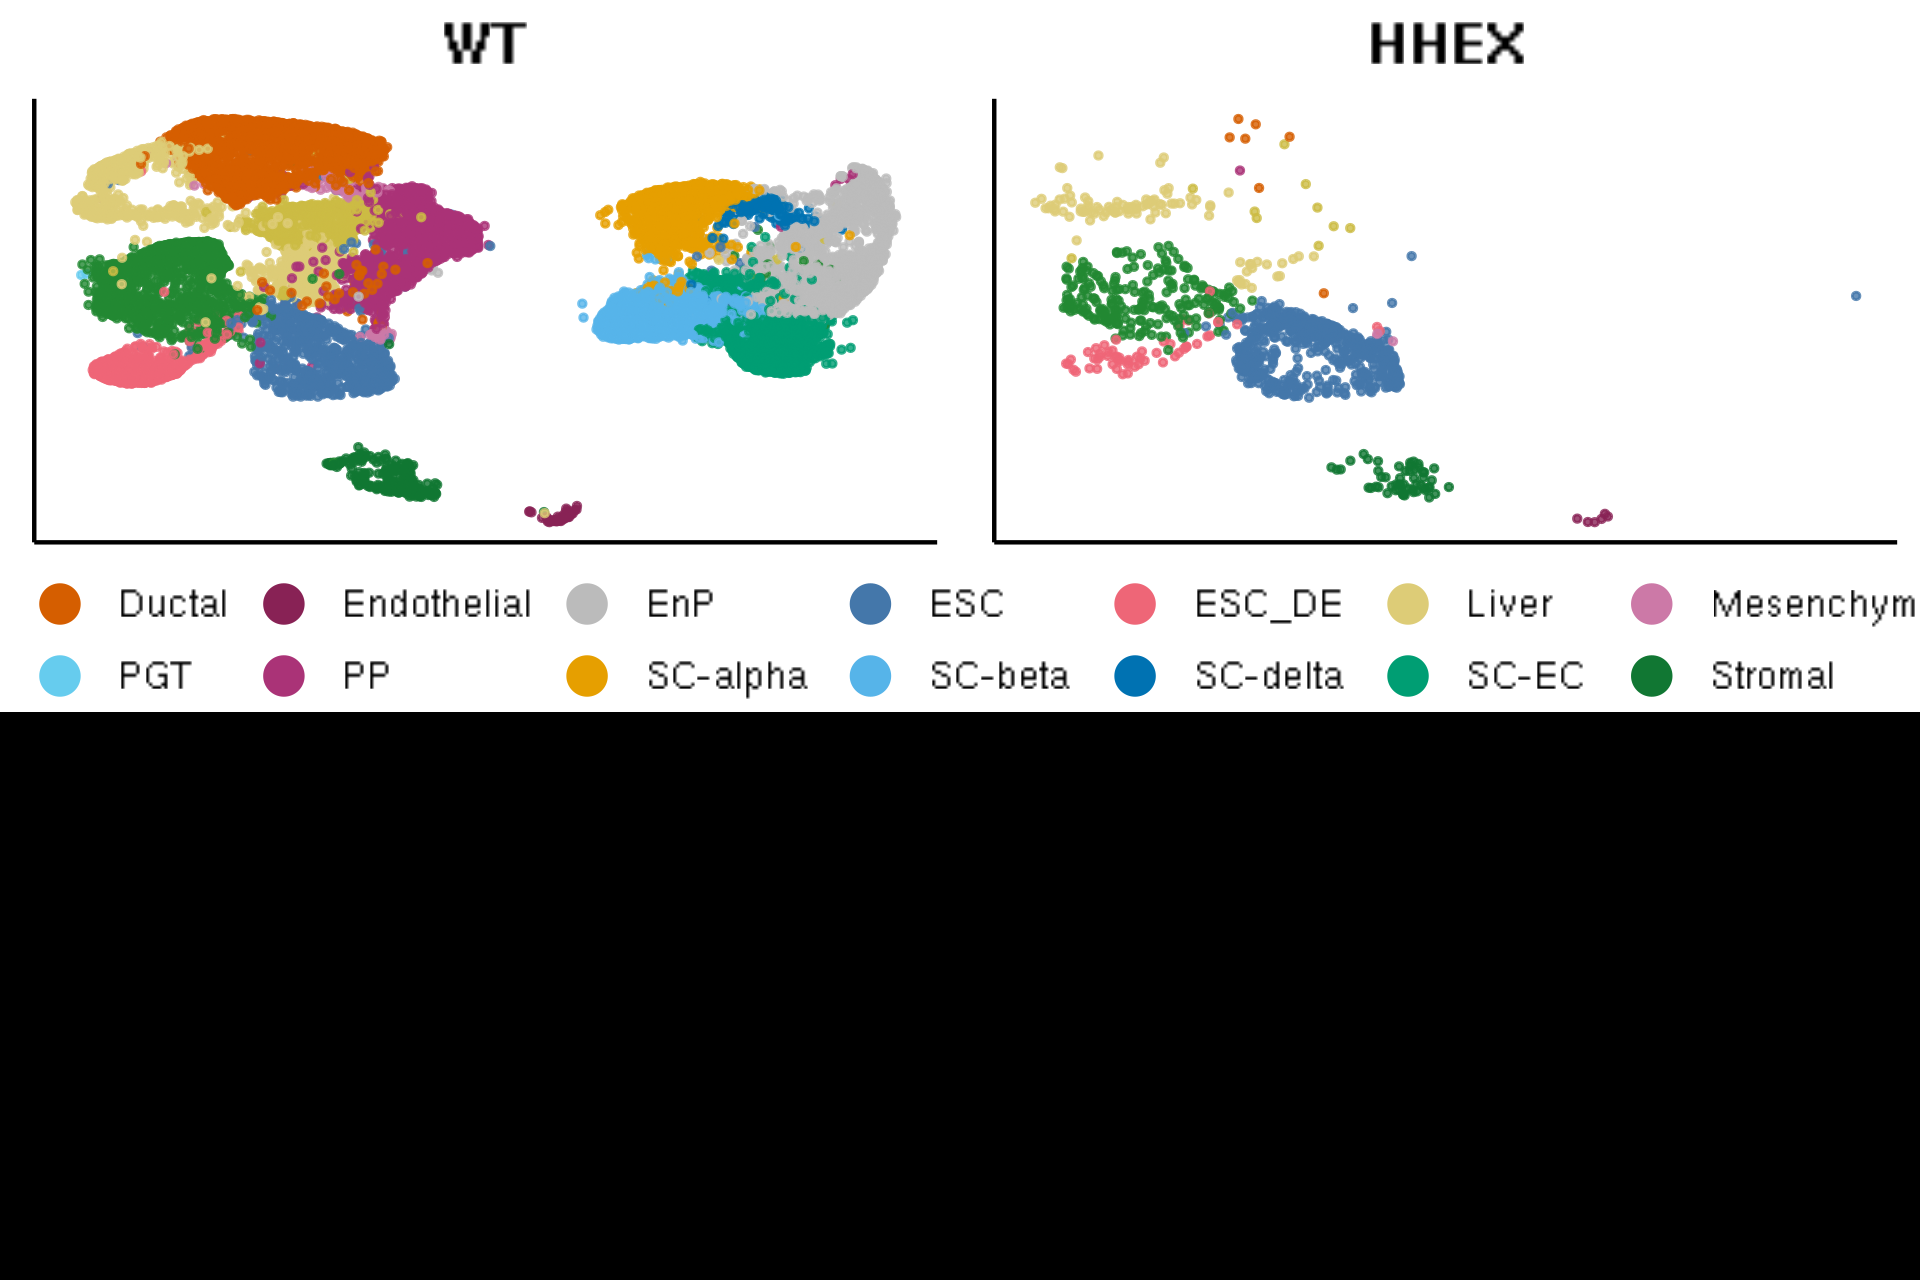 WT HHEX
Ductal Endothelial EnP ESC ESC_DE Liver Mesenchym
PGT PP SC-alpha SC-beta SC-delta SC-EC Stromal